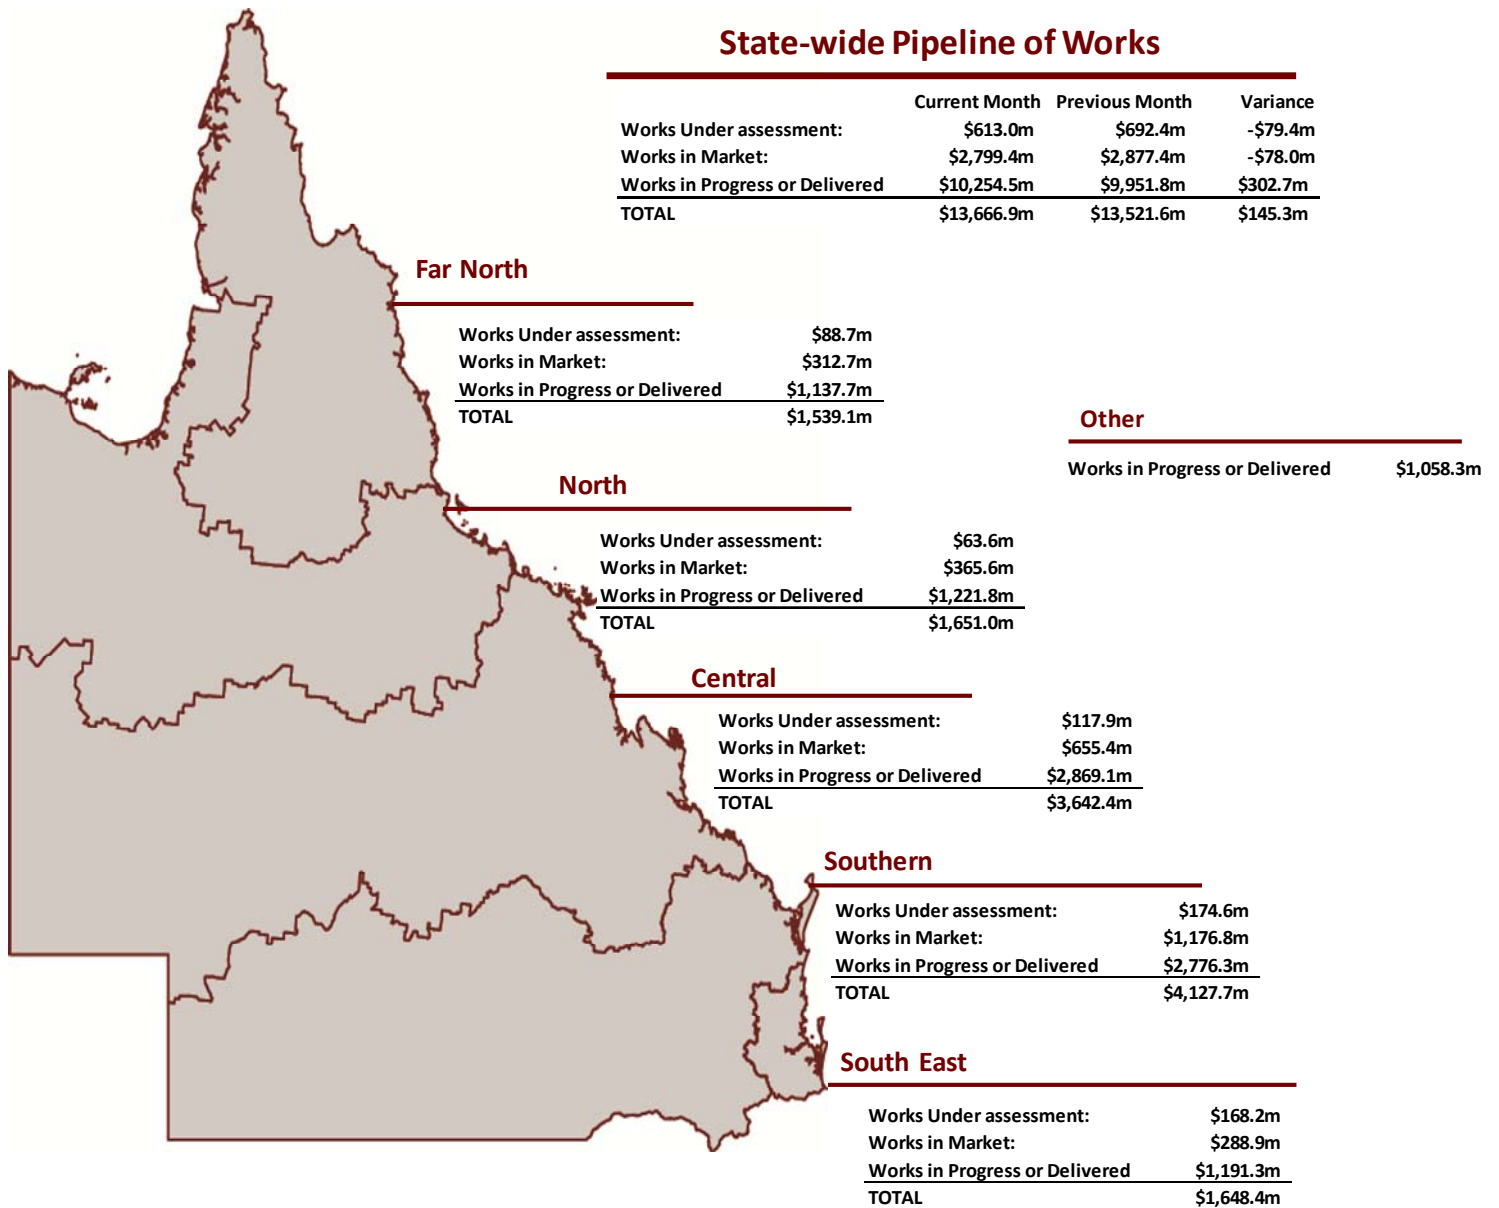 State-wide Pipeline of Works
Current Month Previous Month Variance
Works Under assessment: $613.0m $692.4m -$79.4m
Works in Market: $2,799.4m $2,877.4m -$78.0m
Works in Progress or Delivered $10,254.5m $9,951.8m $302.7m
TOTAL $13,666.9m $13,521.6m $145.3m
Far North
Works Under assessment: $88.7m
Works in Market: $312.7m
Works in Progress or Delivered $1,137.7m
TOTAL $1,539.1m
Other
Works in Progress or Delivered $1,058.3m
North
Works Under assessment: $63.6m
Works in Market: $365.6m
Works in Progress or Delivered $1,221.8m
TOTAL $1,651.0m
Central
Works Under assessment: $117.9m
Works in Market: $655.4m
Works in Progress or Delivered $2,869.1m
TOTAL $3,642.4m
Southern
Works Under assessment: $174.6m
Works in Market: $1,176.8m
Works in Progress or Delivered $2,776.3m
TOTAL $4,127.7m
South East
Works Under assessment: $168.2m
Works in Market: $288.9m
Works in Progress or Delivered $1,191.3m
TOTAL $1,648.4m